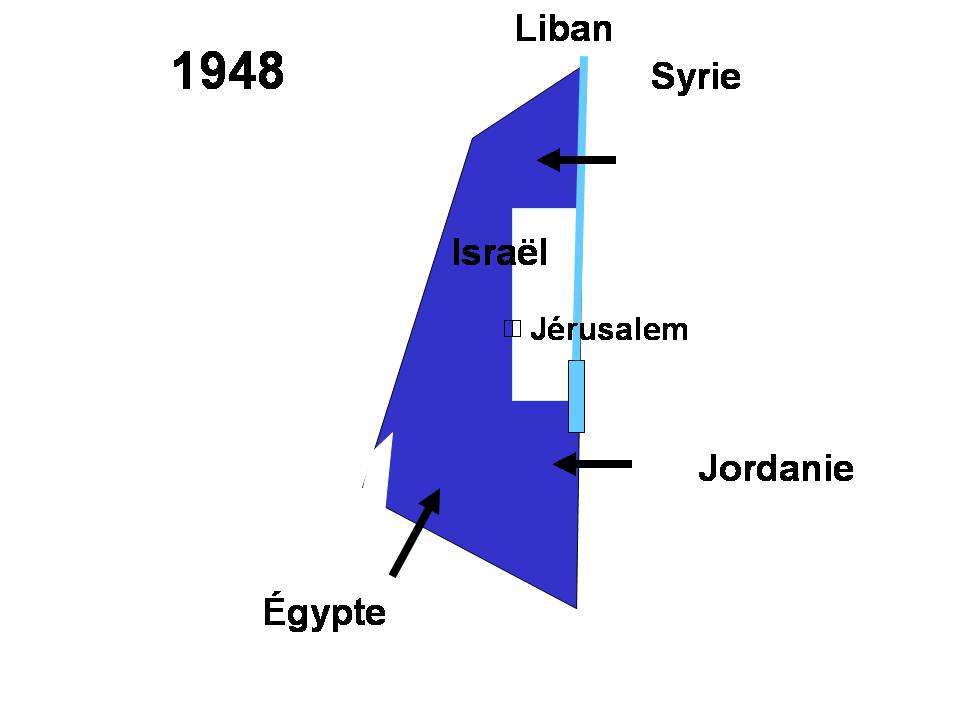 Liban
1948
Syrie
Israël
Jérusalem
Jordanie
Égypte